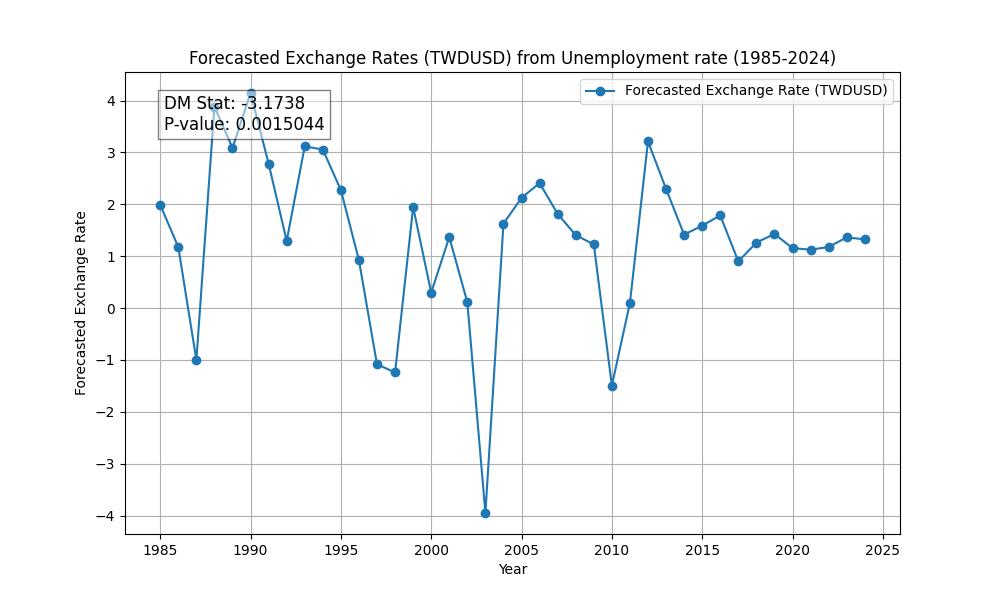 Forecasted Exchange Rates (TWDUSD) from Unemployment rate (1985-2024)
DM Stat: -3.1738
P-value: 0.0015044
Forecasted Exchange Rate (TWDUSD)
Forecasted Exchange Rate
4
3
2
1
0
−1
−2
−3
−4
1985 1990 1995 2000 2005 2010 2015 2020 2025
Year